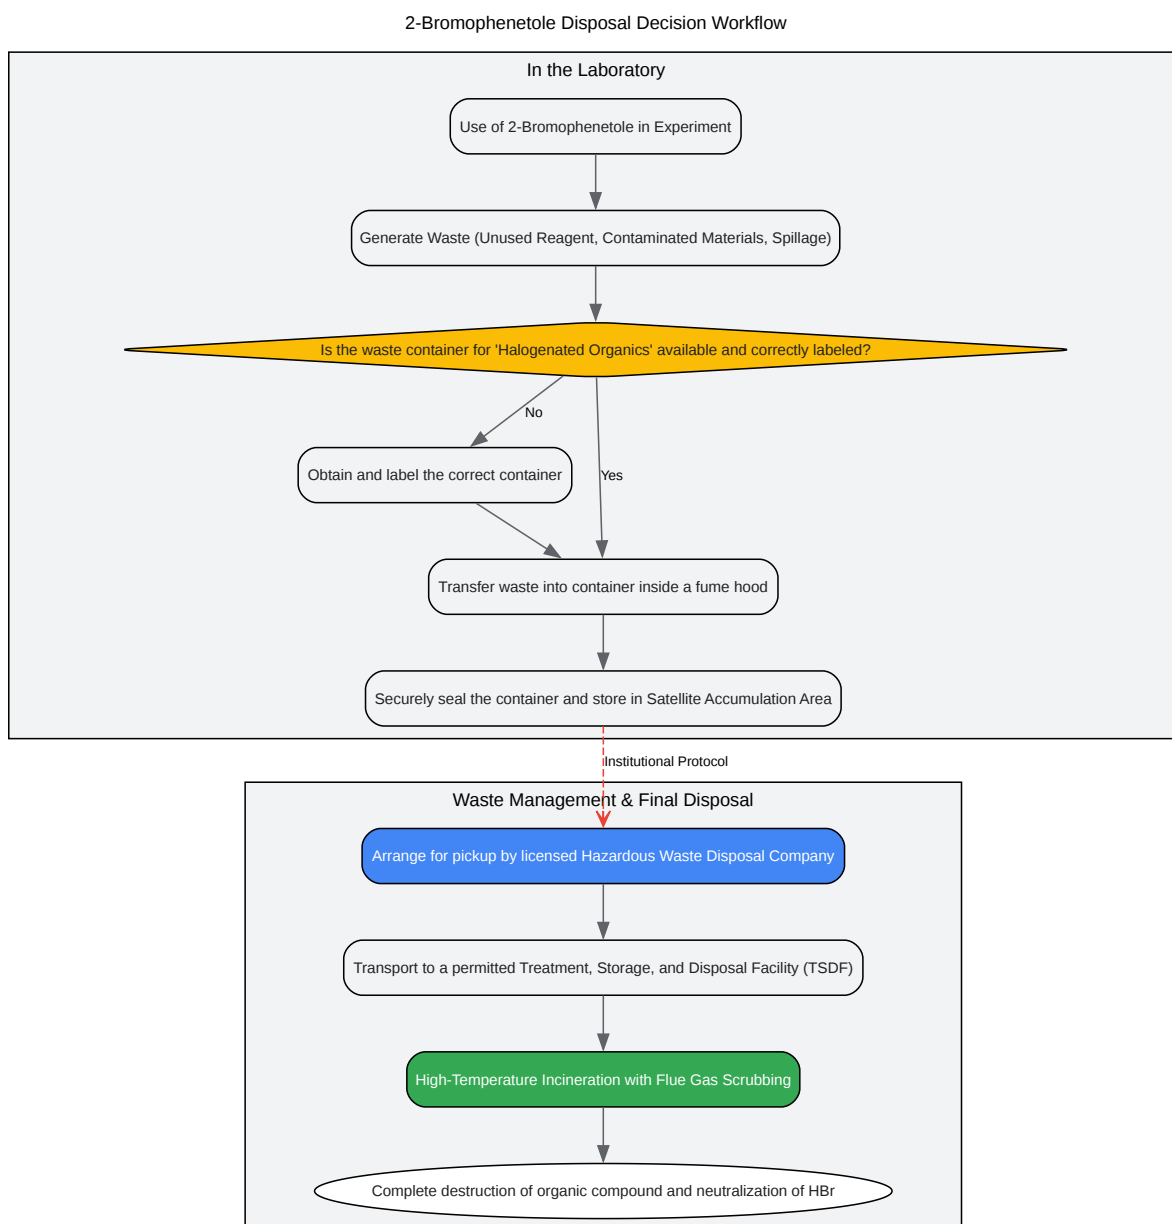 2-Bromophenetole Disposal Decision Workflow
In the Laboratory
Use of 2-Bromophenetole in Experiment
Generate Waste (Unused Reagent, Contaminated Materials, Spillage)
Is the waste container for 'Halogenated Organics' available and correctly labeled?
No
Obtain and label the correct container
Yes
Transfer waste into container inside a fume hood
Securely seal the container and store in Satellite Accumulation Area
Institutional Protocol
Waste Management & Final Disposal
Arrange for pickup by licensed Hazardous Waste Disposal Company
Transport to a permitted Treatment, Storage, and Disposal Facility (TSDF)
High-Temperature Incineration with Flue Gas Scrubbing
Complete destruction of organic compound and neutralization of HBr